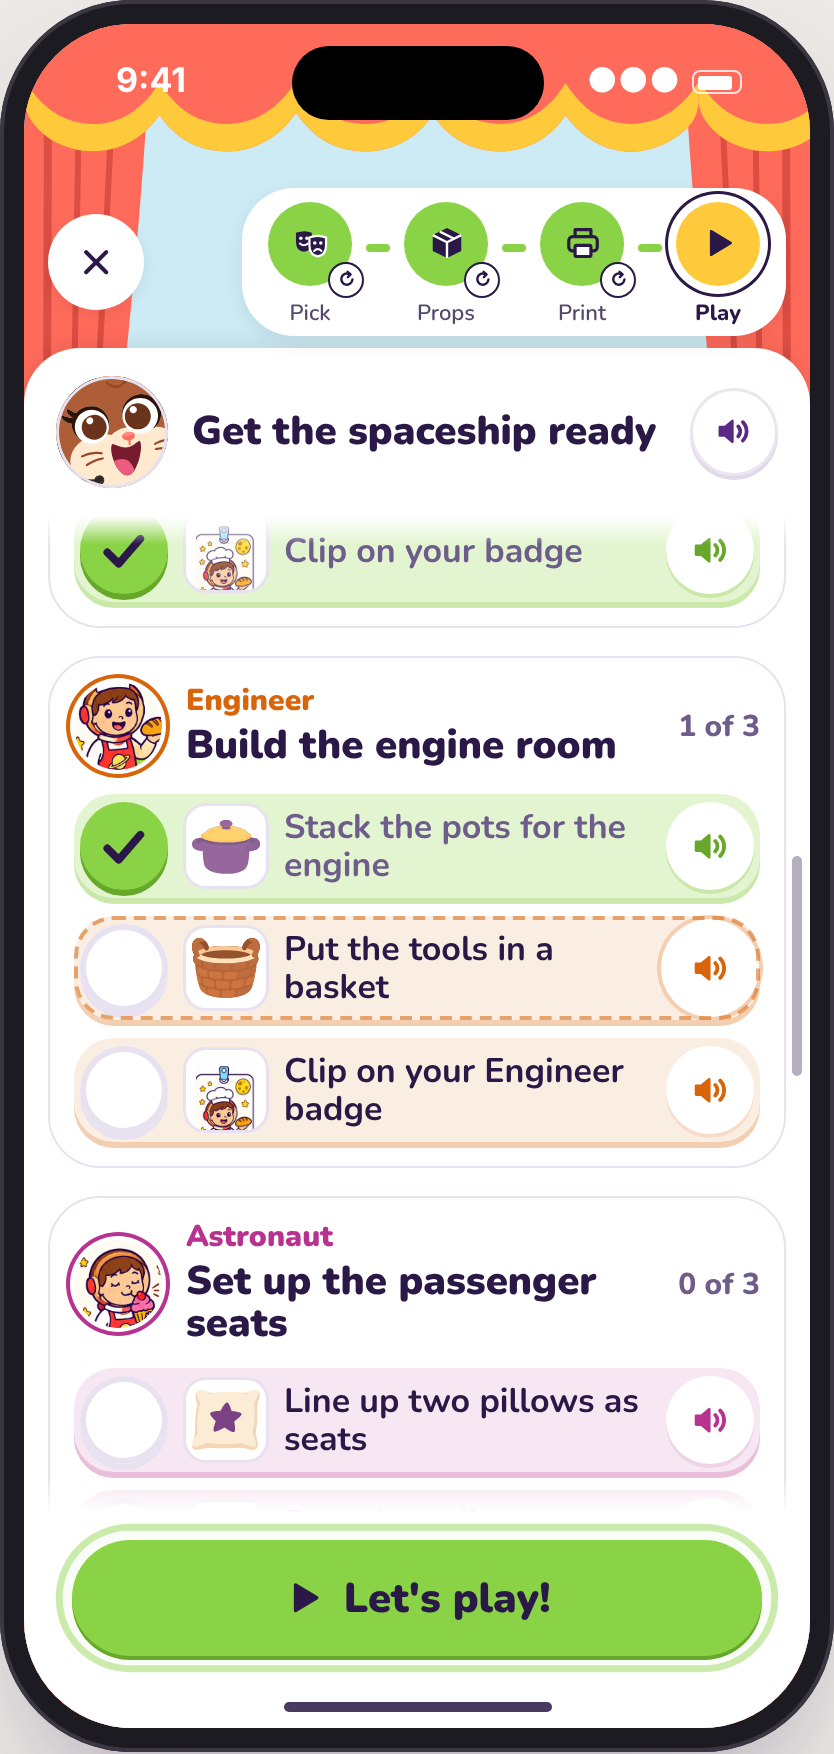 9:41
Pick
Props
Print
Play
Get the spaceship ready
Clip on your badge
Engineer
Build the engine room
1 of 3
Stack the pots for the
engine
Put the tools in a
basket
Clip on your Engineer
badge
Astronaut
Set up the passenger
seats
0 of 3
Line up two pillows as
seats
Let's play!